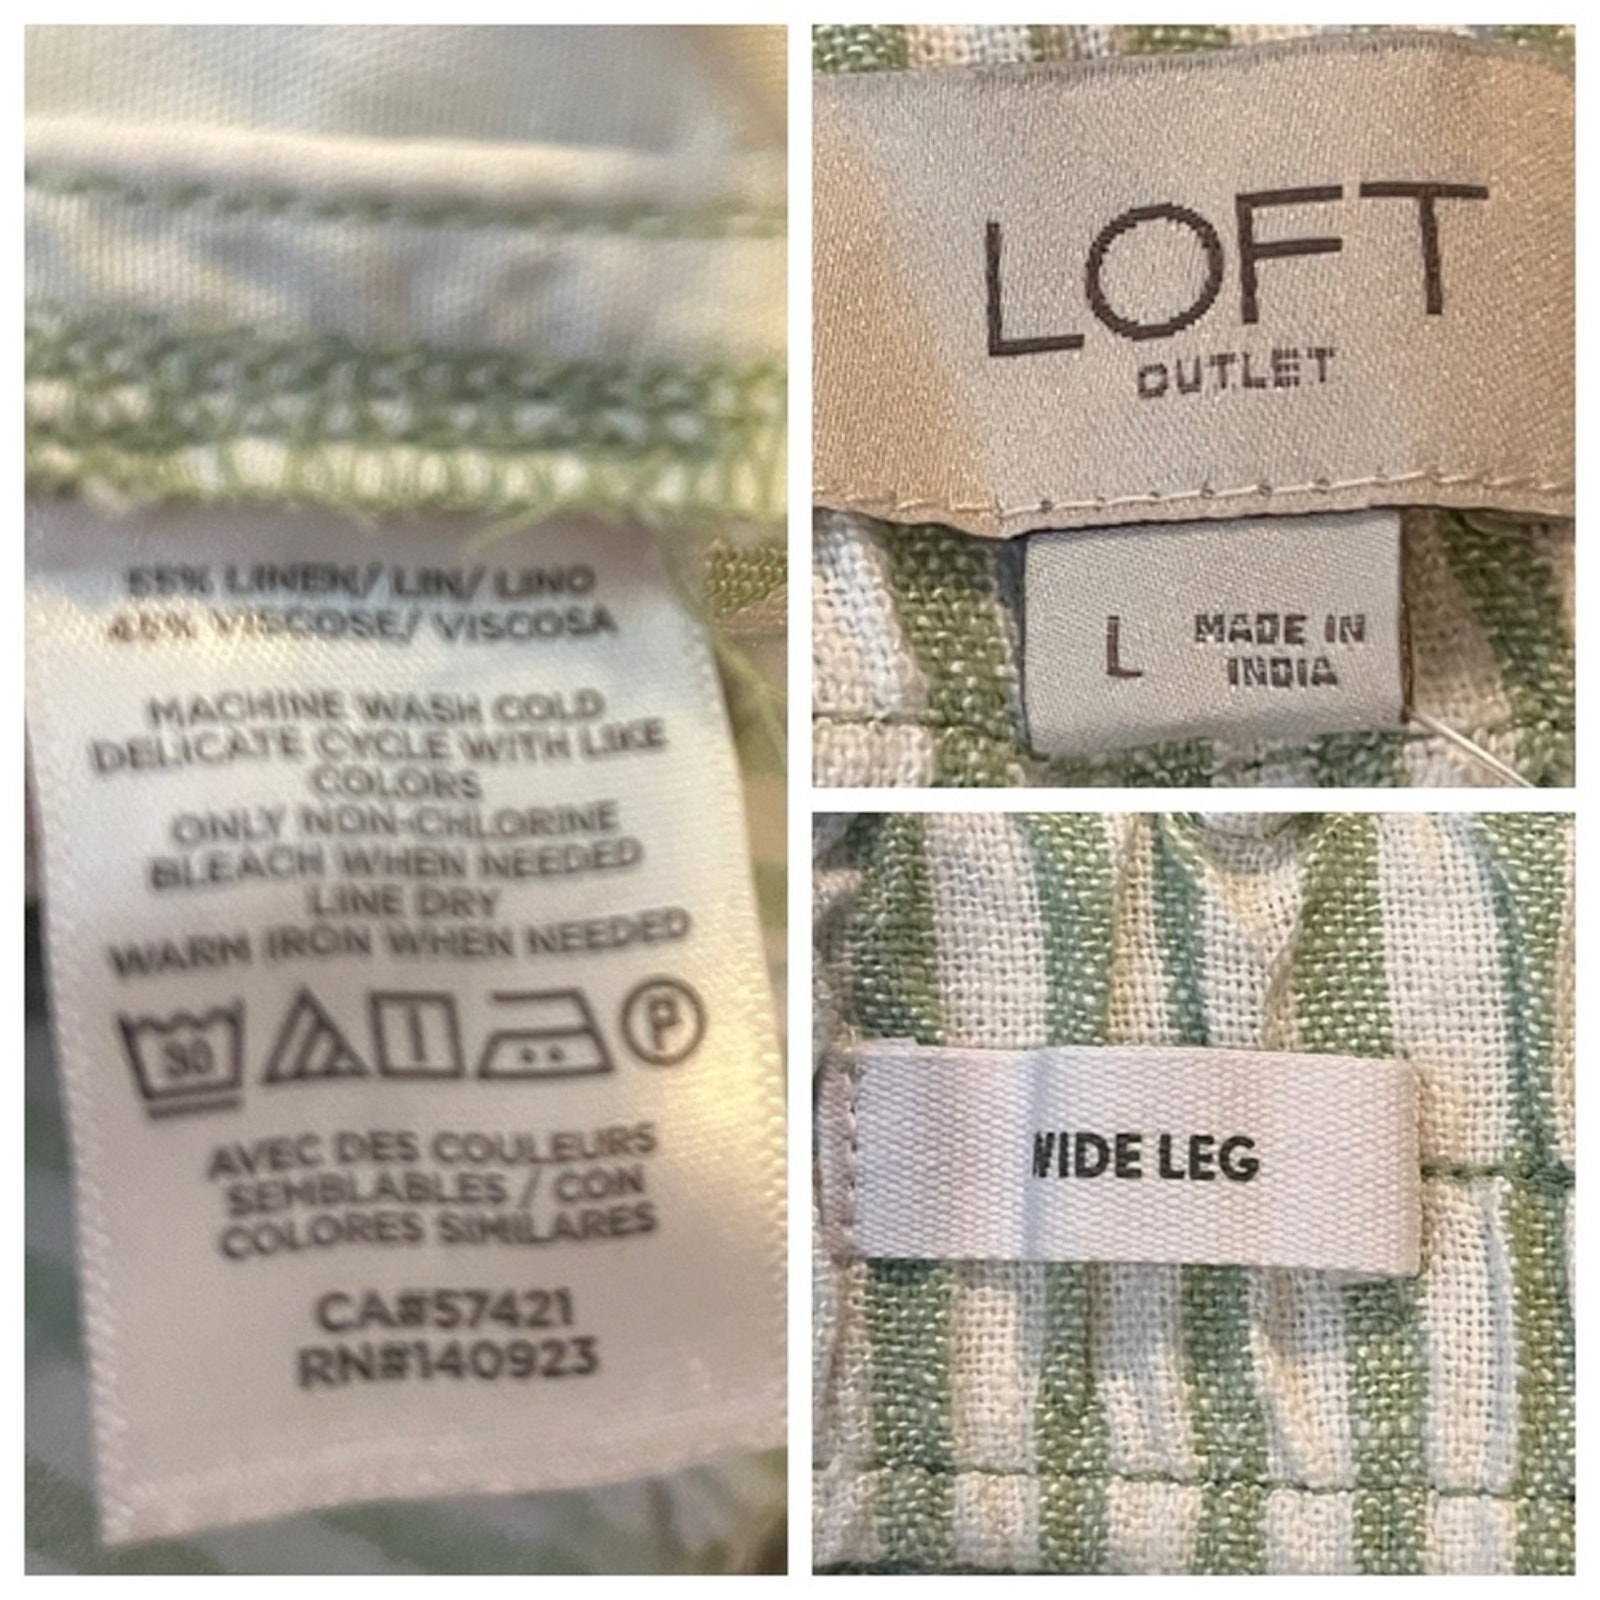 55% LINEN/ LIN/ LINO
45% VISCOSE/ VISCOSA
MACHINE WASH COLD
DELICATE CYCLE WITH LIKE
COLORS
ONLY NON-CHLORINE
BLEACH WHEN NEEDED
LINE DRY
WARM IRON WHEN NEEDED
30 P
AVEC DES COULEURS
SEMBLABLES / CON
COLORES SIMILARES
CA#57421
RN#140923
LOFT
OUTLET
L MADE IN
INDIA
WIDE LEG